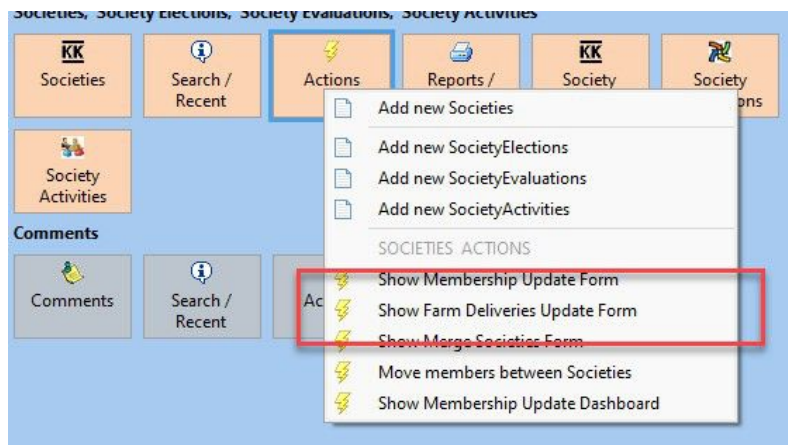 Societies, Society Elections, Society Evaluations, Society Activities
KK
Societies
Search /
Recent
Actions
Reports /
KK
Society
Society
ons
Add new Societies
Add new SocietyElections
Add new SocietyEvaluations
Add new SocietyActivities
SOCIETIES ACTIONS
Show Membership Update Form
Show Farm Deliveries Update Form
Show Merge Societies Form
Move members between Societies
Show Membership Update Dashboard
Society
Activities
Comments
Comments
Search /
Recent
Ac